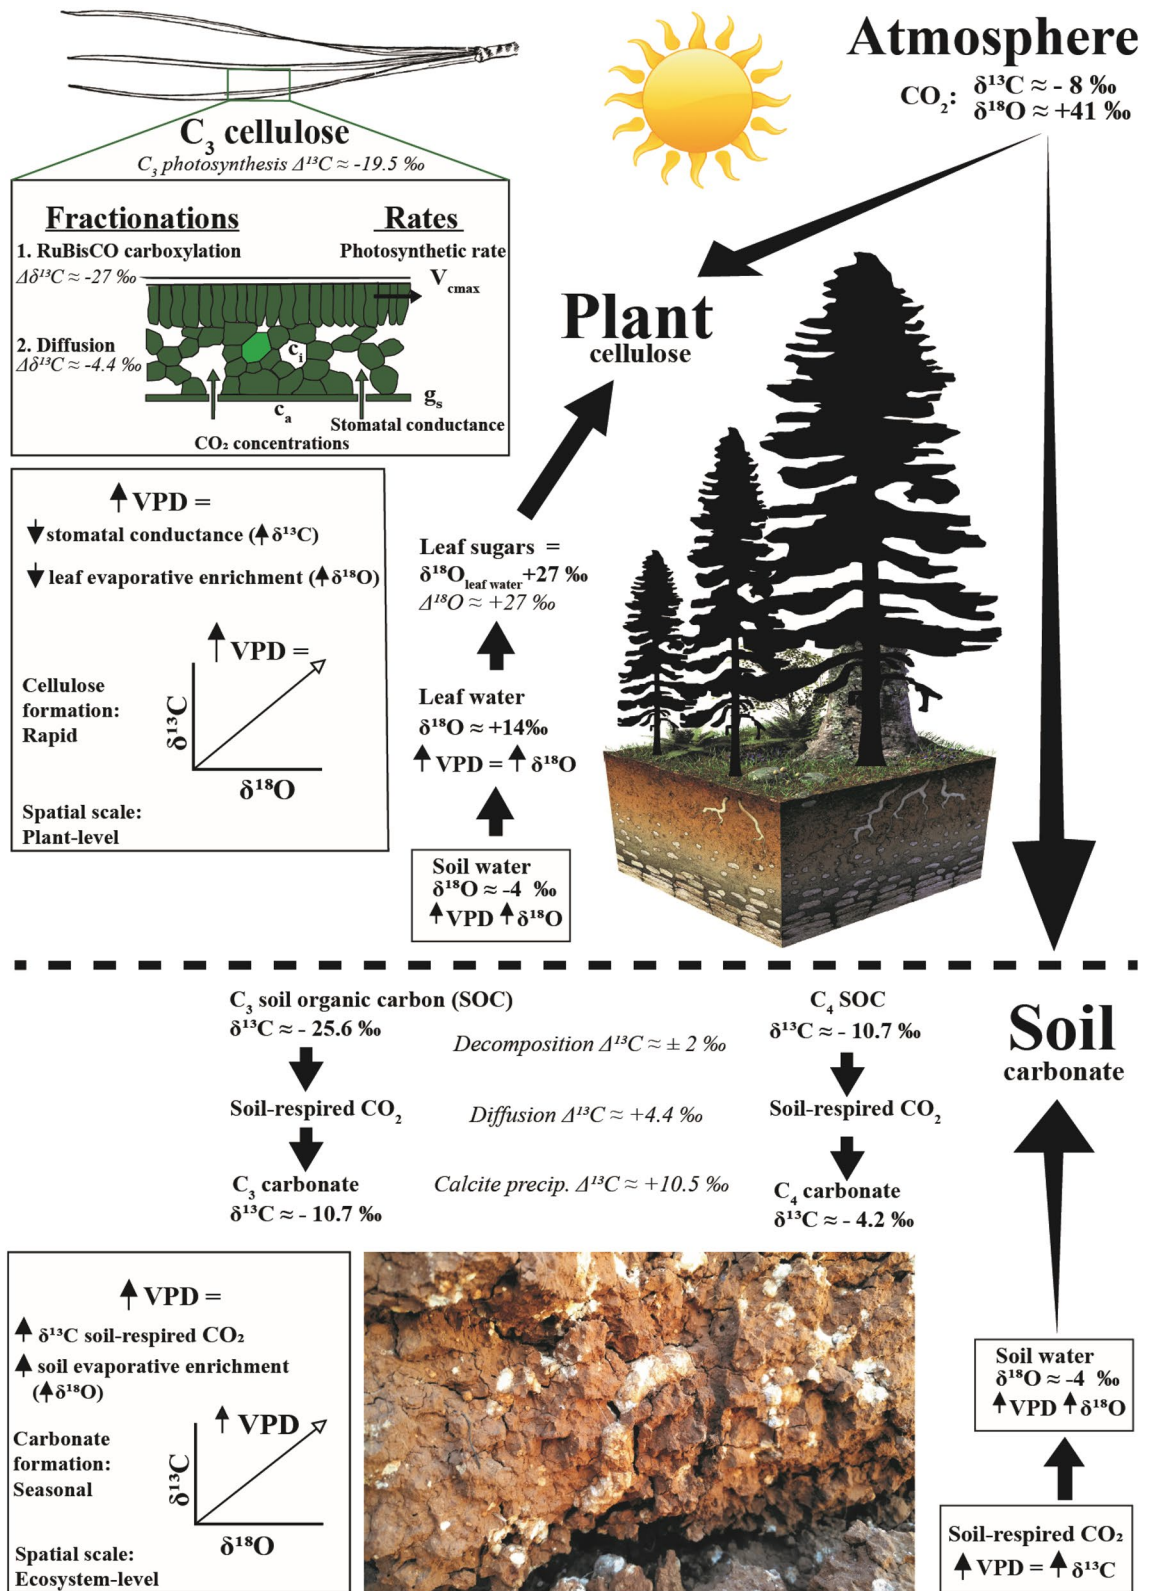 Atmosphere
CO₂: δ¹³C ≈ - 8 ‰
δ¹⁸O ≈ +41 ‰
C₃ cellulose
C₃ photosynthesis Δ¹³C ≈ -19.5 ‰
Fractionations
Rates
1. RuBisCO carboxylation
Δδ¹³C ≈ -27 ‰
Photosynthetic rate
V꜀ₘₐₓ
2. Diffusion
Δδ¹³C ≈ -4.4 ‰
cᵢ
cₐ
gₛ
Stomatal conductance
CO₂ concentrations
Plant
cellulose
↑ VPD =
↓ stomatal conductance (↑ δ¹³C)
↓ leaf evaporative enrichment (↑ δ¹⁸O)
↑ VPD =
δ¹³C
δ¹⁸O
Cellulose
formation:
Rapid
Spatial scale:
Plant-level
Leaf sugars =
δ¹⁸O leaf water +27 ‰
Δ¹⁸O ≈ +27 ‰
Leaf water
δ¹⁸O ≈ +14‰
↑ VPD = ↑ δ¹⁸O
Soil water
δ¹⁸O ≈ -4 ‰
↑ VPD ↑ δ¹⁸O
C₃ soil organic carbon (SOC)
δ¹³C ≈ - 25.6 ‰
Soil-respired CO₂
C₃ carbonate
δ¹³C ≈ - 10.7 ‰
Decomposition Δ¹³C ≈ ± 2 ‰
Diffusion Δ¹³C ≈ +4.4 ‰
Calcite precip. Δ¹³C ≈ +10.5 ‰
C₄ SOC
δ¹³C ≈ - 10.7 ‰
Soil-respired CO₂
C₄ carbonate
δ¹³C ≈ - 4.2 ‰
Soil
carbonate
↑ VPD =
↑ δ¹³C soil-respired CO₂
↑ soil evaporative enrichment
(↑ δ¹⁸O)
↑ VPD
δ¹³C
δ¹⁸O
Carbonate
formation:
Seasonal
Spatial scale:
Ecosystem-level
Soil water
δ¹⁸O ≈ -4 ‰
↑ VPD ↑ δ¹⁸O
Soil-respired CO₂
↑ VPD = ↑ δ¹³C